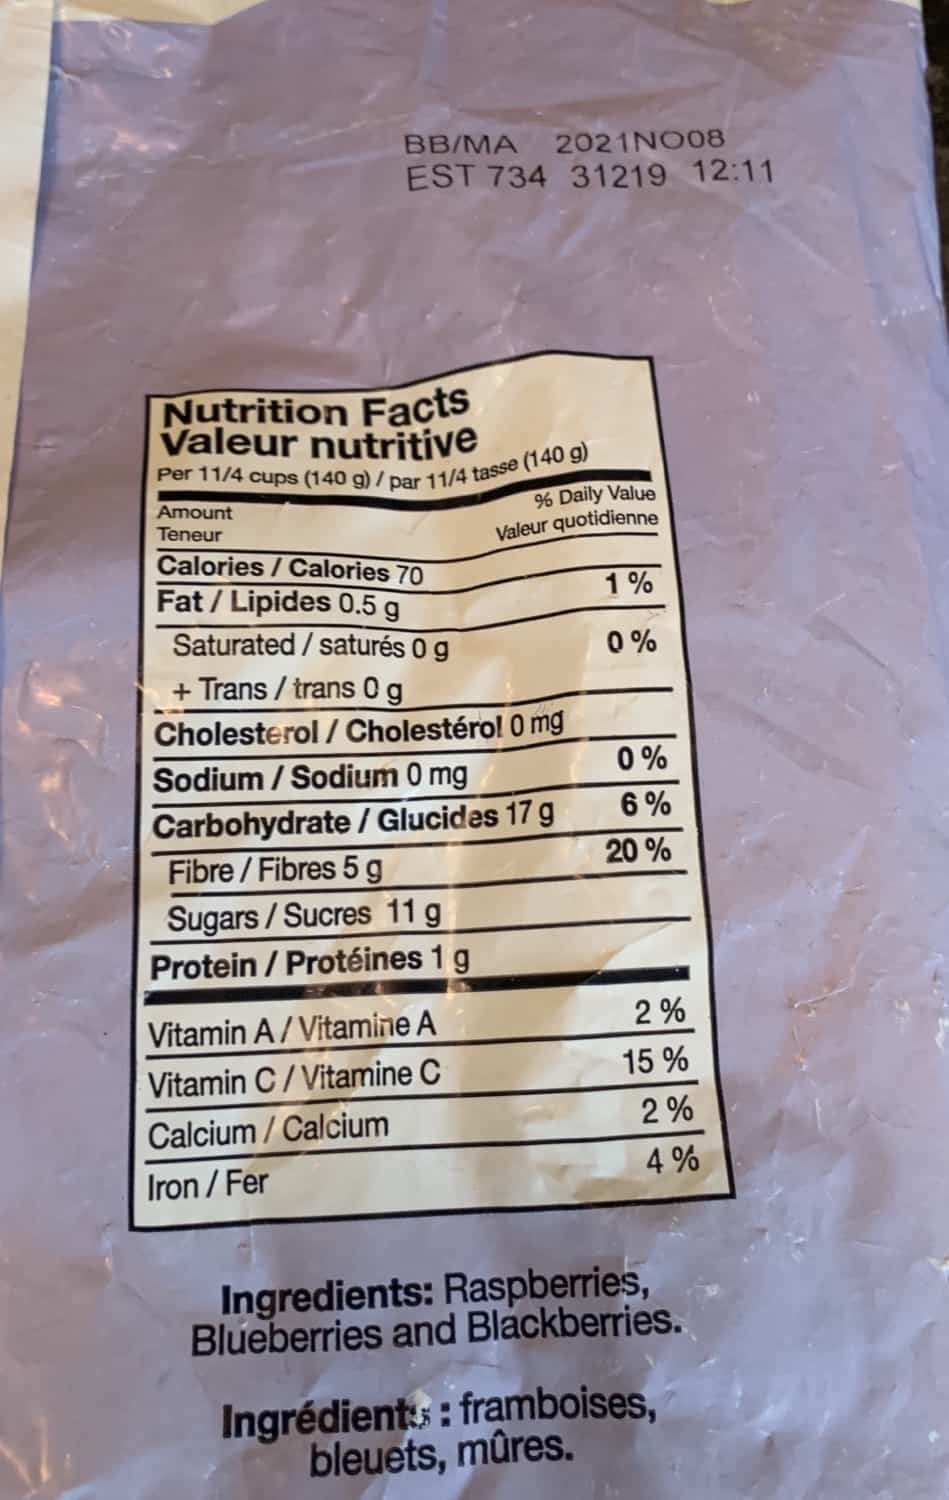 BB/MA 2021NO08
EST 734 31219 12:11
Nutrition Facts
Valeur nutritive
Per 11/4 cups (140 g) / par 11/4 tasse (140 g)
Amount % Daily Value
Teneur Valeur quotidienne
Calories / Calories 70
Fat / Lipides 0.5 g 1 %
Saturated / saturés 0 g 0 %
+ Trans / trans 0 g
Cholesterol / Cholestérol 0 mg
Sodium / Sodium 0 mg 0 %
Carbohydrate / Glucides 17 g 6 %
Fibre / Fibres 5 g 20 %
Sugars / Sucres 11 g
Protein / Protéines 1 g
Vitamin A / Vitamine A 2 %
Vitamin C / Vitamine C 15 %
Calcium / Calcium 2 %
Iron / Fer 4 %
Ingredients: Raspberries,
Blueberries and Blackberries.
Ingrédients : framboises,
bleuets, mûres.